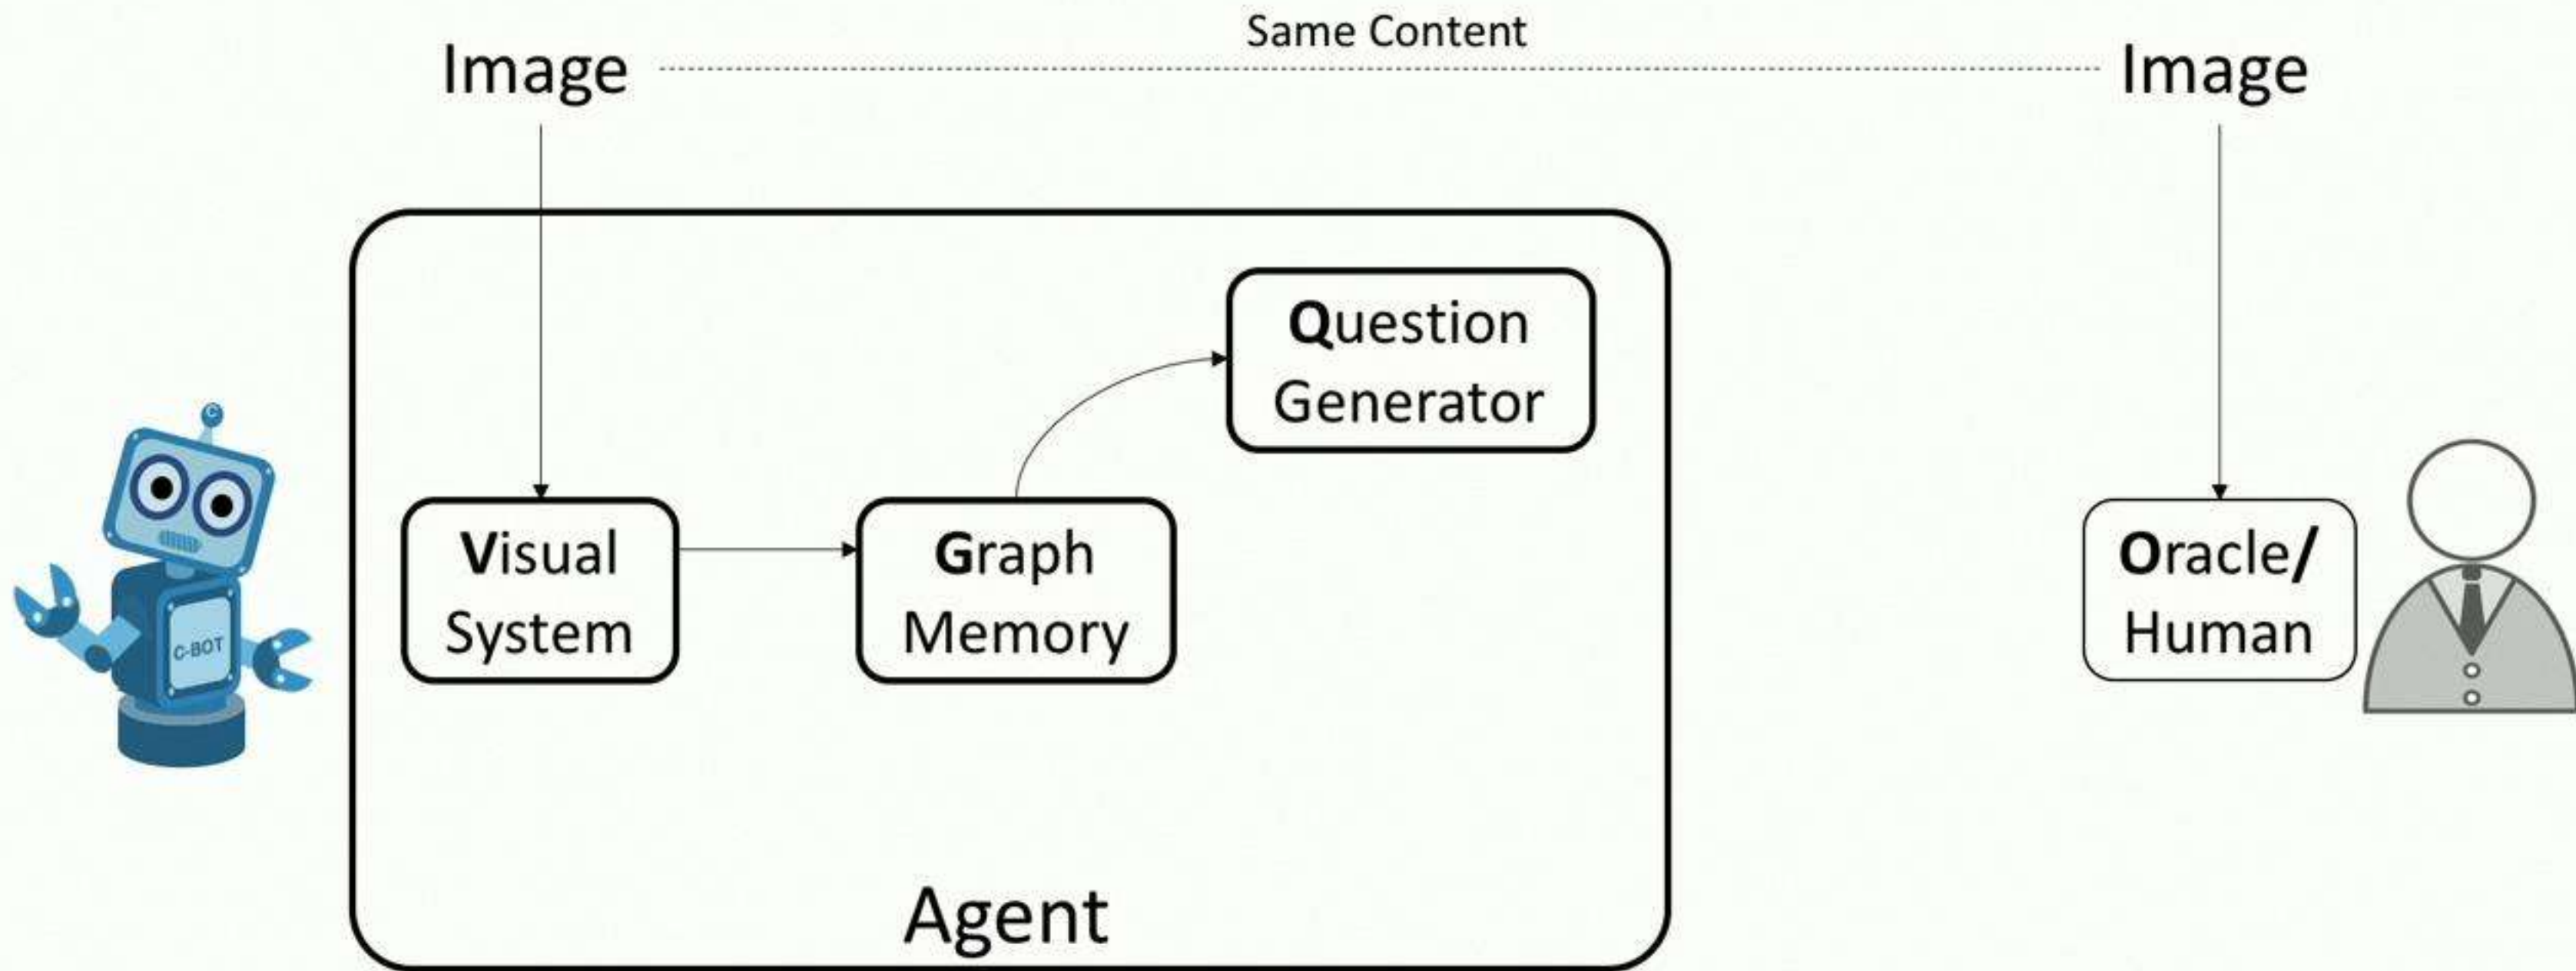 Same Content
Image
Image
Question
Generator
Visual
System
Graph
Memory
Oracle/
Human
C
C-BOT
Agent